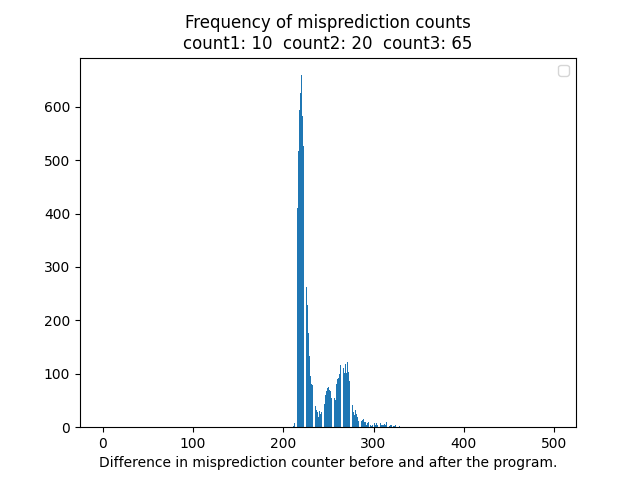 Frequency of misprediction counts
count1: 10 count2: 20 count3: 65
600
500
400
300
200
100
0
0 100 200 300 400 500
Difference in misprediction counter before and after the program.